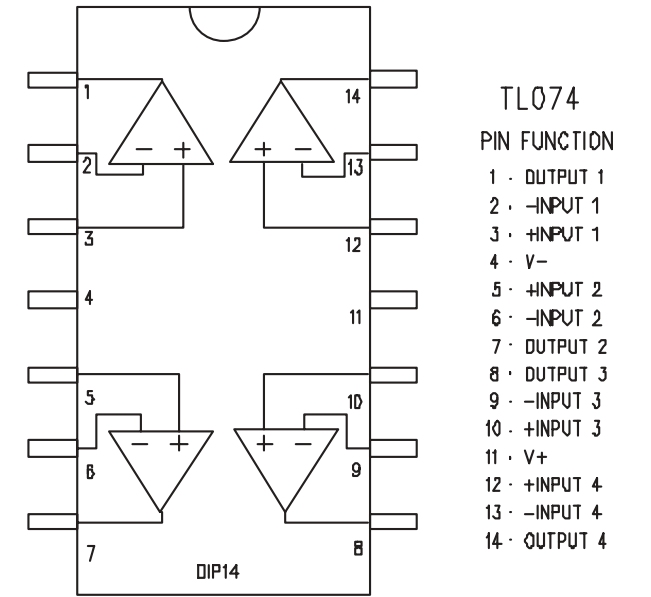 1
14
2
13
3
12
4
11
5
10
6
9
7
8
DIP14
TL074
PIN FUNCTION
1 · OUTPUT 1
2 · -INPUT 1
3 · +INPUT 1
4 · V-
5 · +INPUT 2
6 · -INPUT 2
7 · OUTPUT 2
8 · OUTPUT 3
9 · -INPUT 3
10 · +INPUT 3
11 · V+
12 · +INPUT 4
13 · -INPUT 4
14 · OUTPUT 4